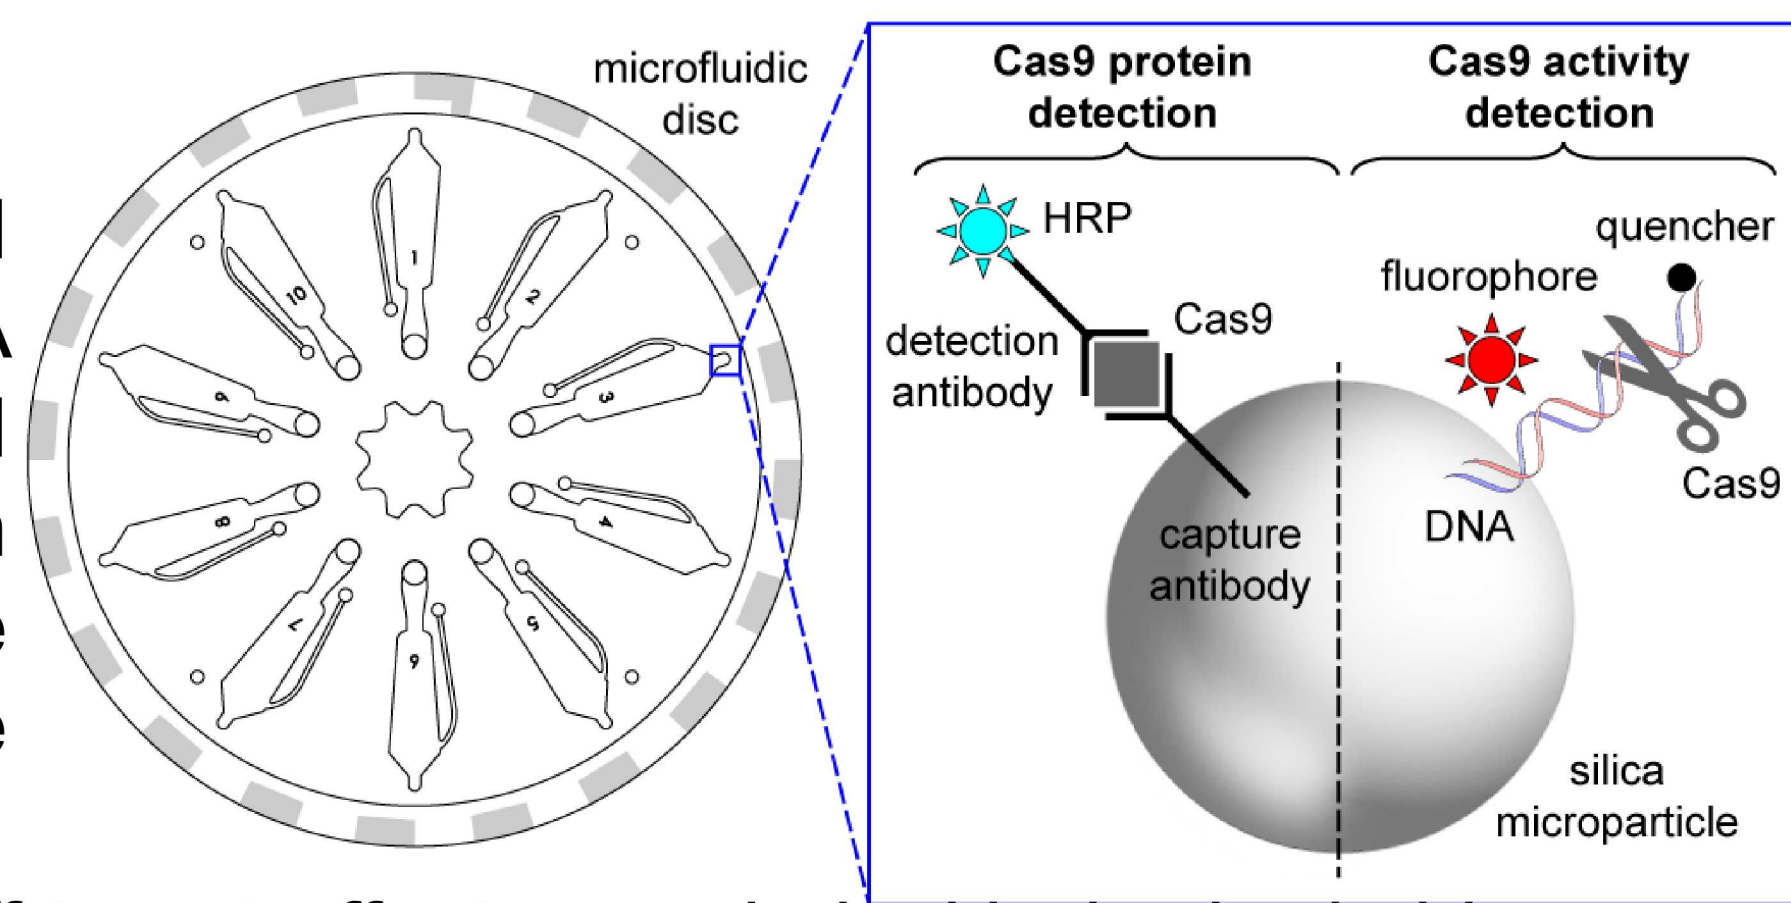 microfluidic
disc
1
2
3
4
5
6
7
8
9
10
Cas9 protein
detection
Cas9 activity
detection
HRP
quencher
fluorophore
Cas9
detection
antibody
Cas9
DNA
capture
antibody
silica
microparticle